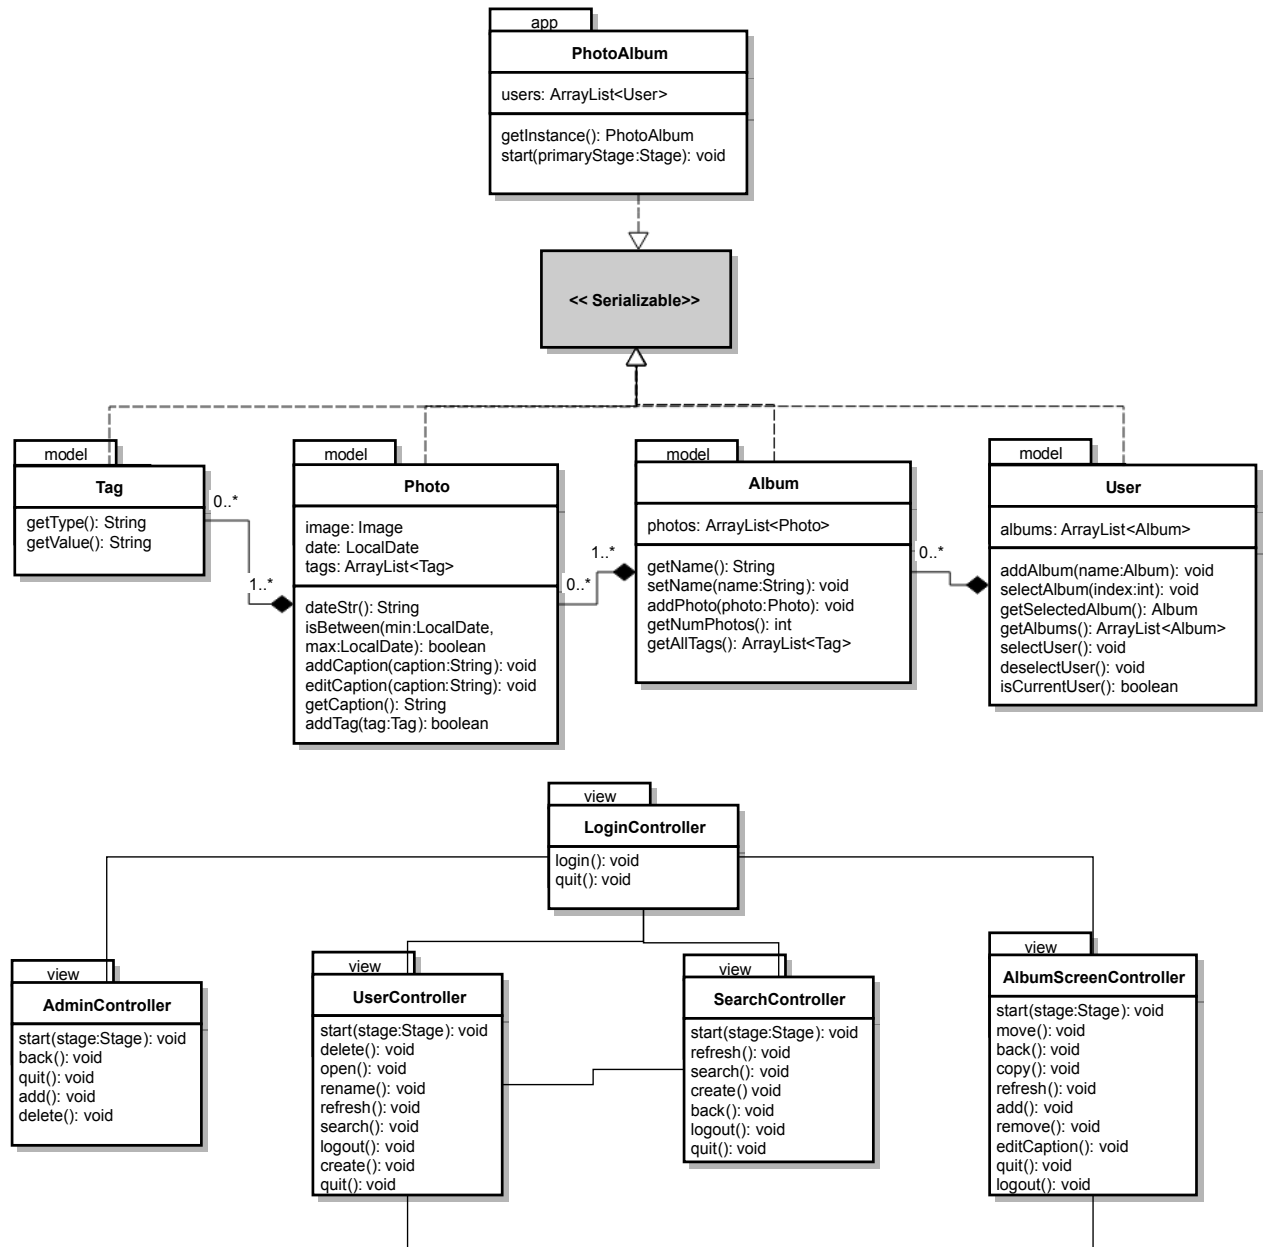 app
PhotoAlbum
users: ArrayList<User>
getInstance(): PhotoAlbum
start(primaryStage:Stage): void
<< Serializable>>
model
Tag
getType(): String
getValue(): String
0..*
1..*
model
Photo
image: Image
date: LocalDate
tags: ArrayList<Tag>
dateStr(): String
isBetween(min:LocalDate,
max:LocalDate): boolean
addCaption(caption:String): void
editCaption(caption:String): void
getCaption(): String
addTag(tag:Tag): boolean
1..*
0..*
model
Album
photos: ArrayList<Photo>
getName(): String
setName(name:String): void
addPhoto(photo:Photo): void
getNumPhotos(): int
getAllTags(): ArrayList<Tag>
0..*
model
User
albums: ArrayList<Album>
addAlbum(name:Album): void
selectAlbum(index:int): void
getSelectedAlbum(): Album
getAlbums(): ArrayList<Album>
selectUser(): void
deselectUser(): void
isCurrentUser(): boolean
view
LoginController
login(): void
quit(): void
view
AdminController
start(stage:Stage): void
back(): void
quit(): void
add(): void
delete(): void
view
UserController
start(stage:Stage): void
delete(): void
open(): void
rename(): void
refresh(): void
search(): void
logout(): void
create(): void
quit(): void
view
SearchController
start(stage:Stage): void
refresh(): void
search(): void
create() void
back(): void
logout(): void
quit(): void
view
AlbumScreenController
start(stage:Stage): void
move(): void
back(): void
copy(): void
refresh(): void
add(): void
remove(): void
editCaption(): void
quit(): void
logout(): void